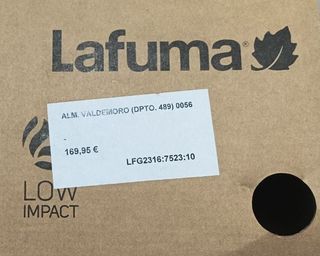 Lafuma®
ALM. VALDEMORO (DPTO. 489) 0056
-
169,95 €
LFG2316:7523:10
LOW
IMPACT